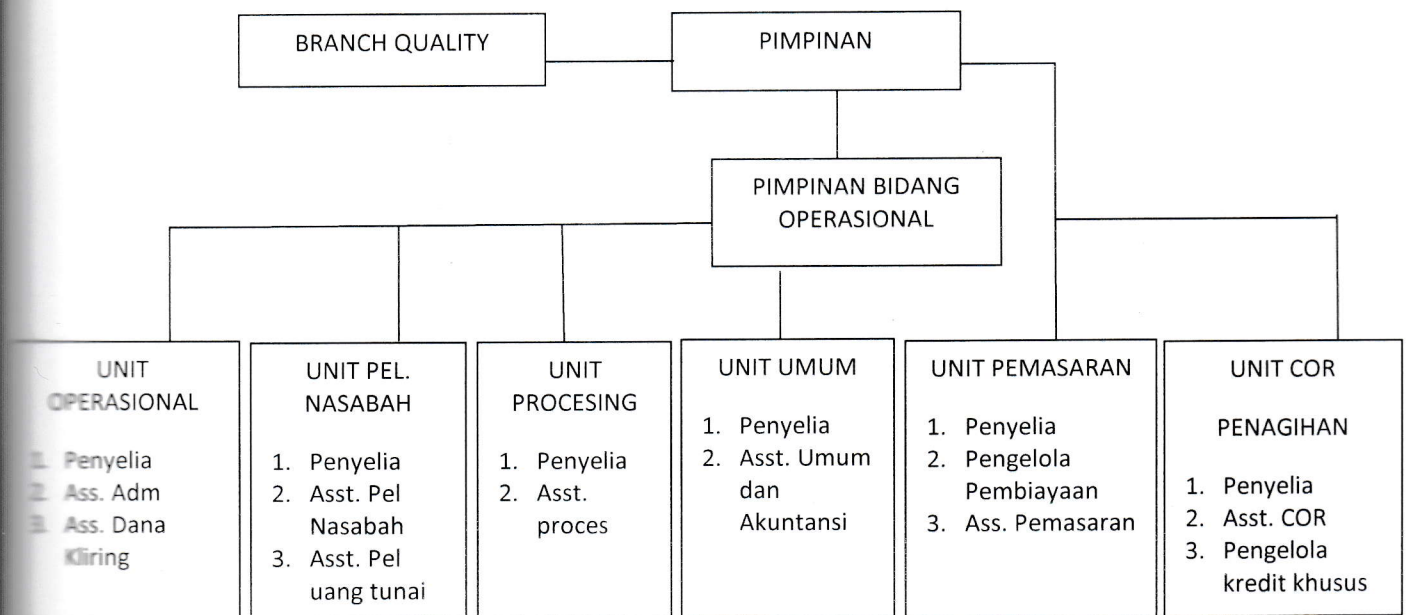 BRANCH QUALITY
PIMPINAN
PIMPINAN BIDANG
OPERASIONAL
UNIT
OPERASIONAL
1. Penyelia
2. Ass. Adm
3. Ass. Dana
Kliring
UNIT PEL.
NASABAH
1. Penyelia
2. Asst. Pel
Nasabah
3. Asst. Pel
uang tunai
UNIT
PROCESING
1. Penyelia
2. Asst.
proces
UNIT UMUM
1. Penyelia
2. Asst. Umum
dan
Akuntansi
UNIT PEMASARAN
1. Penyelia
2. Pengelola
Pembiayaan
3. Ass. Pemasaran
UNIT COR
PENAGIHAN
1. Penyelia
2. Asst. COR
3. Pengelola
kredit khusus